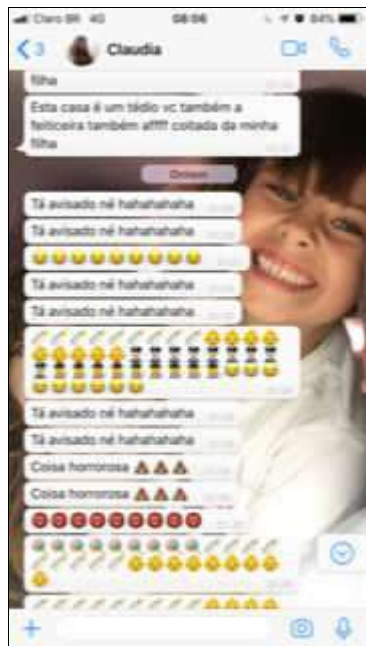 Claro BR 4G 08:06 84%
3 Claudia
filha
Esta casa é um tédio vc também a
feiticeira também affff coitada da minha
filha
Ontem
Tá avisado né hahahahaha
Tá avisado né hahahahaha
Tá avisado né hahahahaha
Tá avisado né hahahahaha
Tá avisado né hahahahaha
Tá avisado né hahahahaha
Coisa horrorosa
Coisa horrorosa